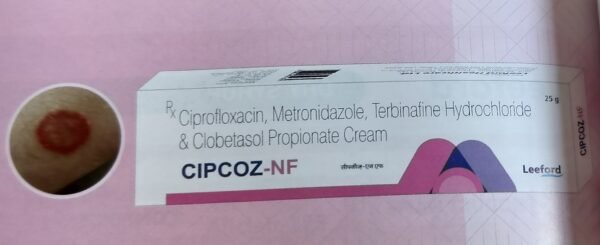 Rx Ciprofloxacin, Metronidazole, Terbinafine Hydrochloride
& Clobetasol Propionate Cream
25 g
CIPCOZ-NF
सीपकोज-एन एफ
Leeford
CIPCOZ-NF